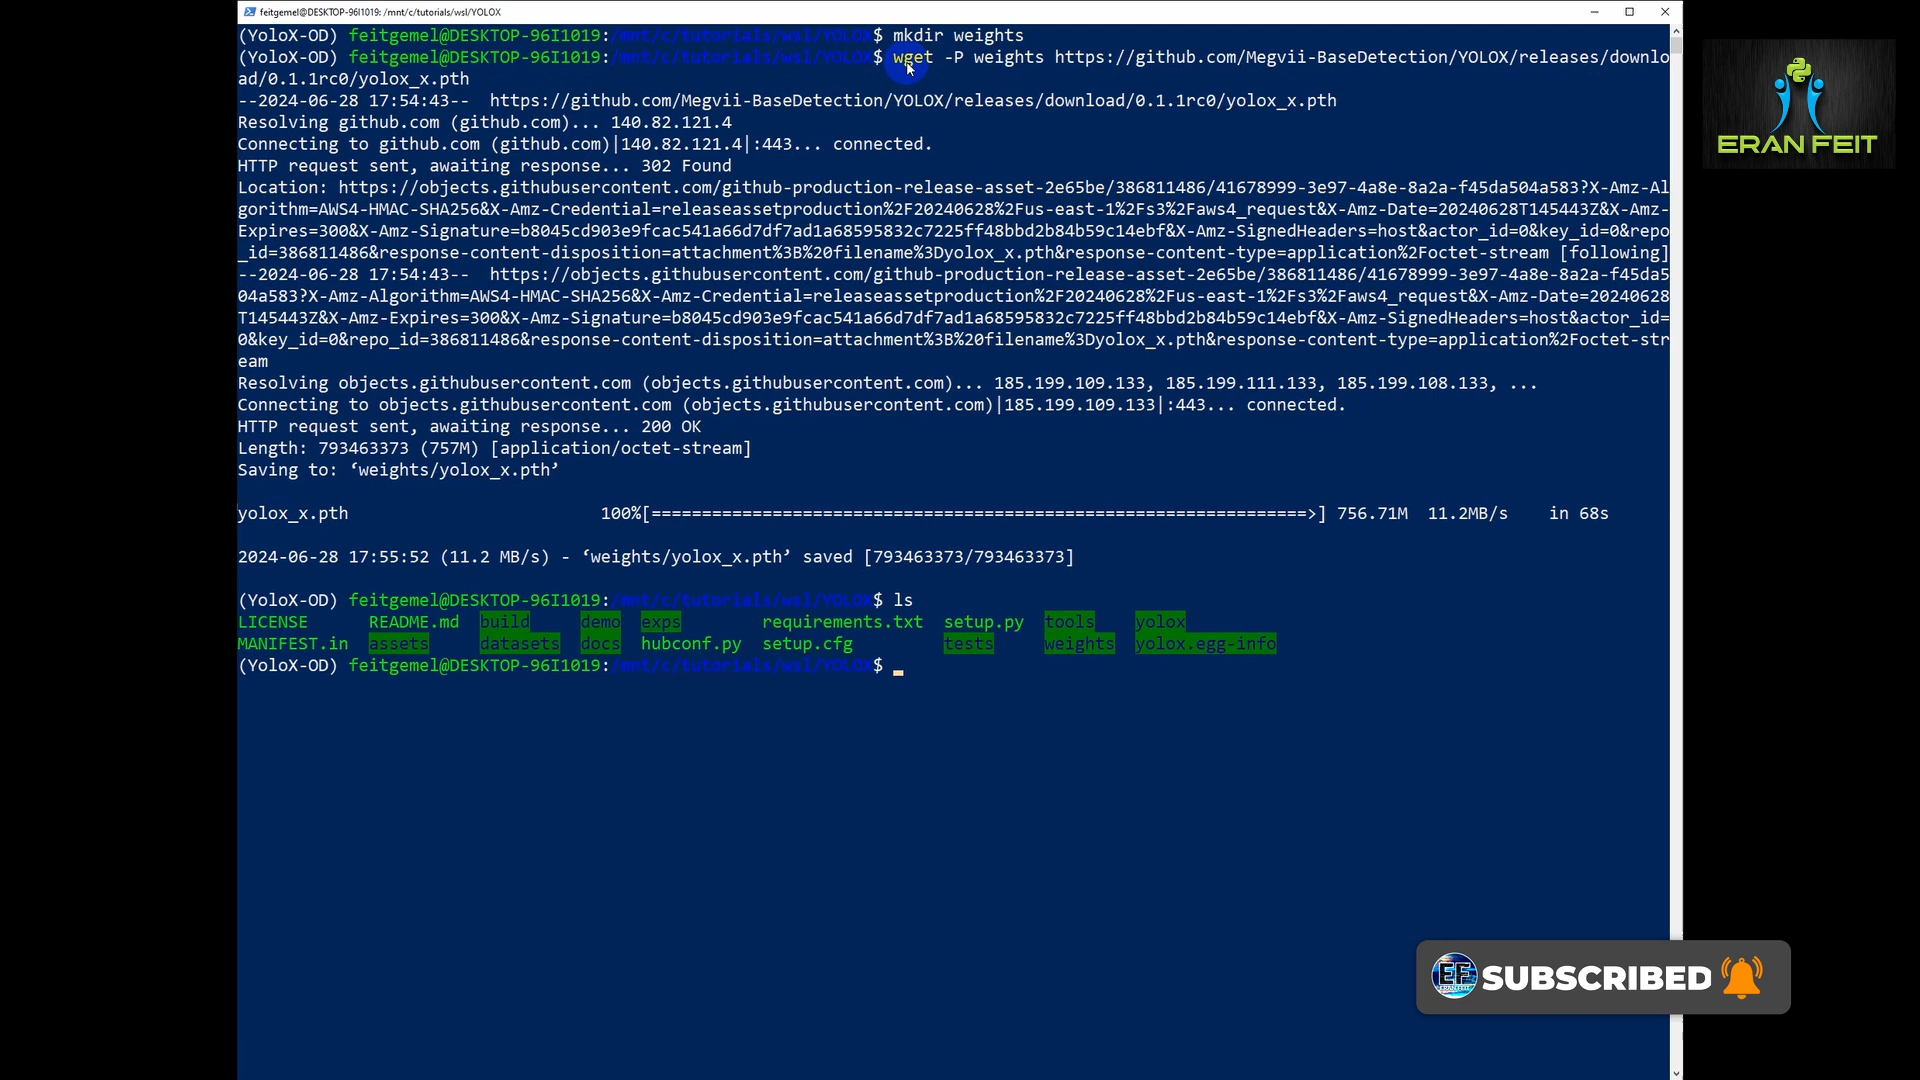 feitgemel@DESKTOP-96I1019: /mnt/c/tutorials/wsl/YOLOX
(YoloX-OD) feitgemel@DESKTOP-96I1019:/mnt/c/tutorials/wsl/YOLOX$ mkdir weights
(YoloX-OD) feitgemel@DESKTOP-96I1019:/mnt/c/tutorials/wsl/YOLOX$ wget -P weights https://github.com/Megvii-BaseDetection/YOLOX/releases/downlo
ad/0.1.1rc0/yolox_x.pth
--2024-06-28 17:54:43--  https://github.com/Megvii-BaseDetection/YOLOX/releases/download/0.1.1rc0/yolox_x.pth
Resolving github.com (github.com)... 140.82.121.4
Connecting to github.com (github.com)|140.82.121.4|:443... connected.
HTTP request sent, awaiting response... 302 Found
Location: https://objects.githubusercontent.com/github-production-release-asset-2e65be/386811486/41678999-3e97-4a8e-8a2a-f45da504a583?X-Amz-Al
gorithm=AWS4-HMAC-SHA256&X-Amz-Credential=releaseassetproduction%2F20240628%2Fus-east-1%2Fs3%2Faws4_request&X-Amz-Date=20240628T145443Z&X-Amz-
Expires=300&X-Amz-Signature=b8045cd903e9fcac541a66d7df7ad1a68595832c7225ff48bbd2b84b59c14ebf&X-Amz-SignedHeaders=host&actor_id=0&key_id=0&repo
_id=386811486&response-content-disposition=attachment%3B%20filename%3Dyolox_x.pth&response-content-type=application%2Foctet-stream [following]
--2024-06-28 17:54:43--  https://objects.githubusercontent.com/github-production-release-asset-2e65be/386811486/41678999-3e97-4a8e-8a2a-f45da5
04a583?X-Amz-Algorithm=AWS4-HMAC-SHA256&X-Amz-Credential=releaseassetproduction%2F20240628%2Fus-east-1%2Fs3%2Faws4_request&X-Amz-Date=20240628
T145443Z&X-Amz-Expires=300&X-Amz-Signature=b8045cd903e9fcac541a66d7df7ad1a68595832c7225ff48bbd2b84b59c14ebf&X-Amz-SignedHeaders=host&actor_id=
0&key_id=0&repo_id=386811486&response-content-disposition=attachment%3B%20filename%3Dyolox_x.pth&response-content-type=application%2Foctet-str
eam
Resolving objects.githubusercontent.com (objects.githubusercontent.com)... 185.199.109.133, 185.199.111.133, 185.199.108.133, ...
Connecting to objects.githubusercontent.com (objects.githubusercontent.com)|185.199.109.133|:443... connected.
HTTP request sent, awaiting response... 200 OK
Length: 793463373 (757M) [application/octet-stream]
Saving to: ‘weights/yolox_x.pth’
yolox_x.pth 100%[=================================================================>] 756.71M 11.2MB/s in 68s
2024-06-28 17:55:52 (11.2 MB/s) - ‘weights/yolox_x.pth’ saved [793463373/793463373]
(YoloX-OD) feitgemel@DESKTOP-96I1019:/mnt/c/tutorials/wsl/YOLOX$ ls
LICENSE README.md build demo exps requirements.txt setup.py tools yolox
MANIFEST.in assets datasets docs hubconf.py setup.cfg tests weights yolox.egg-info
(YoloX-OD) feitgemel@DESKTOP-96I1019:/mnt/c/tutorials/wsl/YOLOX$
ERAN FEIT
EF
ERAN FEIT
SUBSCRIBED